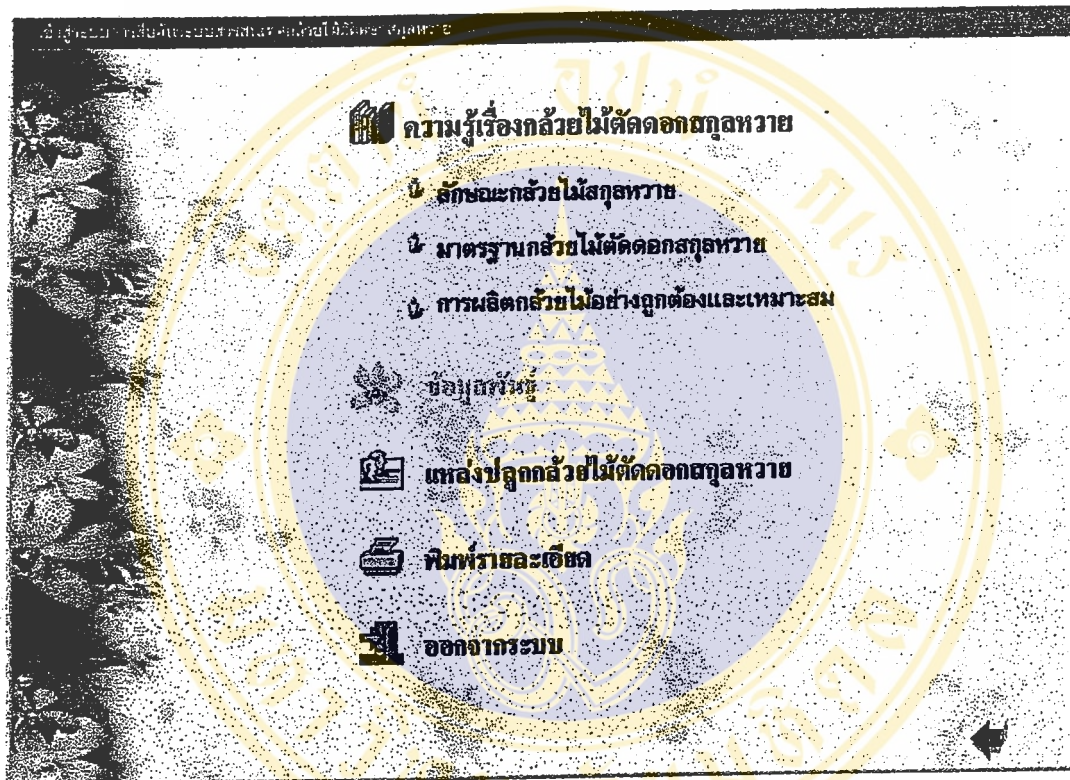 ความรู้เรื่องกล้วยไม้ตัดดอกสกุลหวาย
ลักษณะกล้วยไม้สกุลหวาย
มาตรฐานกล้วยไม้ตัดดอกสกุลหวาย
การผลิตกล้วยไม้อย่างถูกต้องและเหมาะสม
ข้อมูลพันธุ์
แหล่งปลูกกล้วยไม้ตัดดอกสกุลหวาย
พิมพ์รายละเอียด
ออกจากระบบ